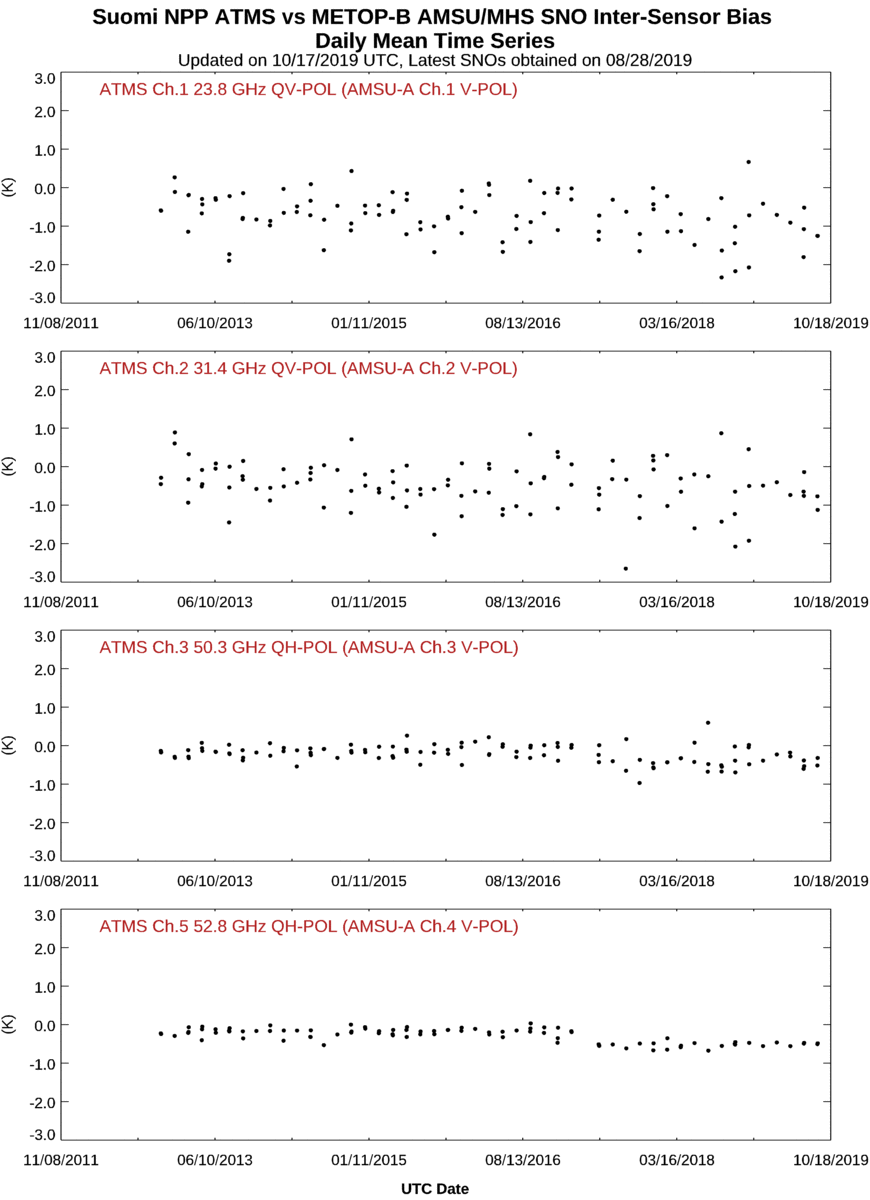 Suomi NPP ATMS vs METOP-B AMSU/MHS SNO Inter-Sensor Bias
Daily Mean Time Series
Updated on 10/17/2019 UTC, Latest SNOs obtained on 08/28/2019
ATMS Ch.1 23.8 GHz QV-POL (AMSU-A Ch.1 V-POL)
(K)
3.0
2.0
1.0
0.0
-1.0
-2.0
-3.0
11/08/2011 06/10/2013 01/11/2015 08/13/2016 03/16/2018 10/18/2019
ATMS Ch.2 31.4 GHz QV-POL (AMSU-A Ch.2 V-POL)
(K)
3.0
2.0
1.0
0.0
-1.0
-2.0
-3.0
11/08/2011 06/10/2013 01/11/2015 08/13/2016 03/16/2018 10/18/2019
ATMS Ch.3 50.3 GHz QH-POL (AMSU-A Ch.3 V-POL)
(K)
3.0
2.0
1.0
0.0
-1.0
-2.0
-3.0
11/08/2011 06/10/2013 01/11/2015 08/13/2016 03/16/2018 10/18/2019
ATMS Ch.5 52.8 GHz QH-POL (AMSU-A Ch.4 V-POL)
(K)
3.0
2.0
1.0
0.0
-1.0
-2.0
-3.0
11/08/2011 06/10/2013 01/11/2015 08/13/2016 03/16/2018 10/18/2019
UTC Date